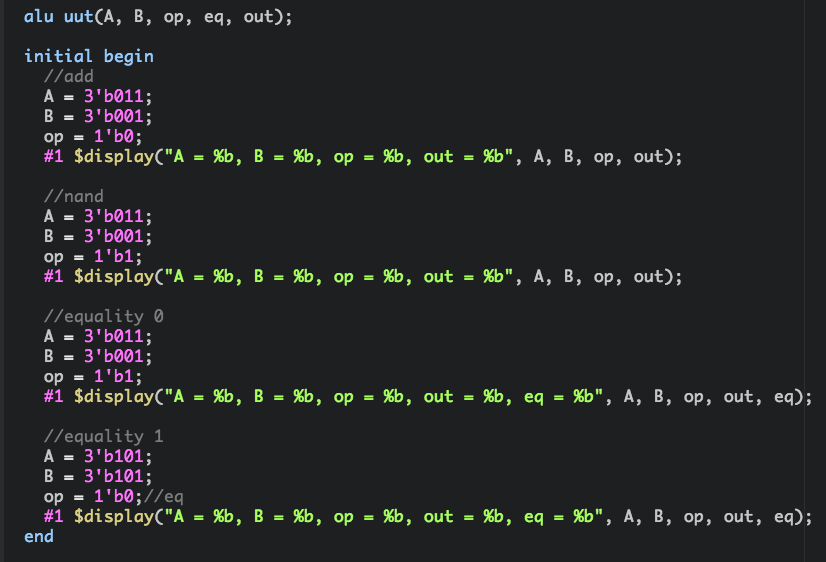 alu uut(A, B, op, eq, out);
initial begin
//add
A = 3'b011;
B = 3'b001;
op = 1'b0;
#1 $display("A = %b, B = %b, op = %b, out = %b", A, B, op, out);
//nand
A = 3'b011;
B = 3'b001;
op = 1'b1;
#1 $display("A = %b, B = %b, op = %b, out = %b", A, B, op, out);
//equality 0
A = 3'b011;
B = 3'b001;
op = 1'b1;
#1 $display("A = %b, B = %b, op = %b, out = %b, eq = %b", A, B, op, out, eq);
//equality 1
A = 3'b101;
B = 3'b101;
op = 1'b0;//eq
#1 $display("A = %b, B = %b, op = %b, out = %b, eq = %b", A, B, op, out, eq);
end